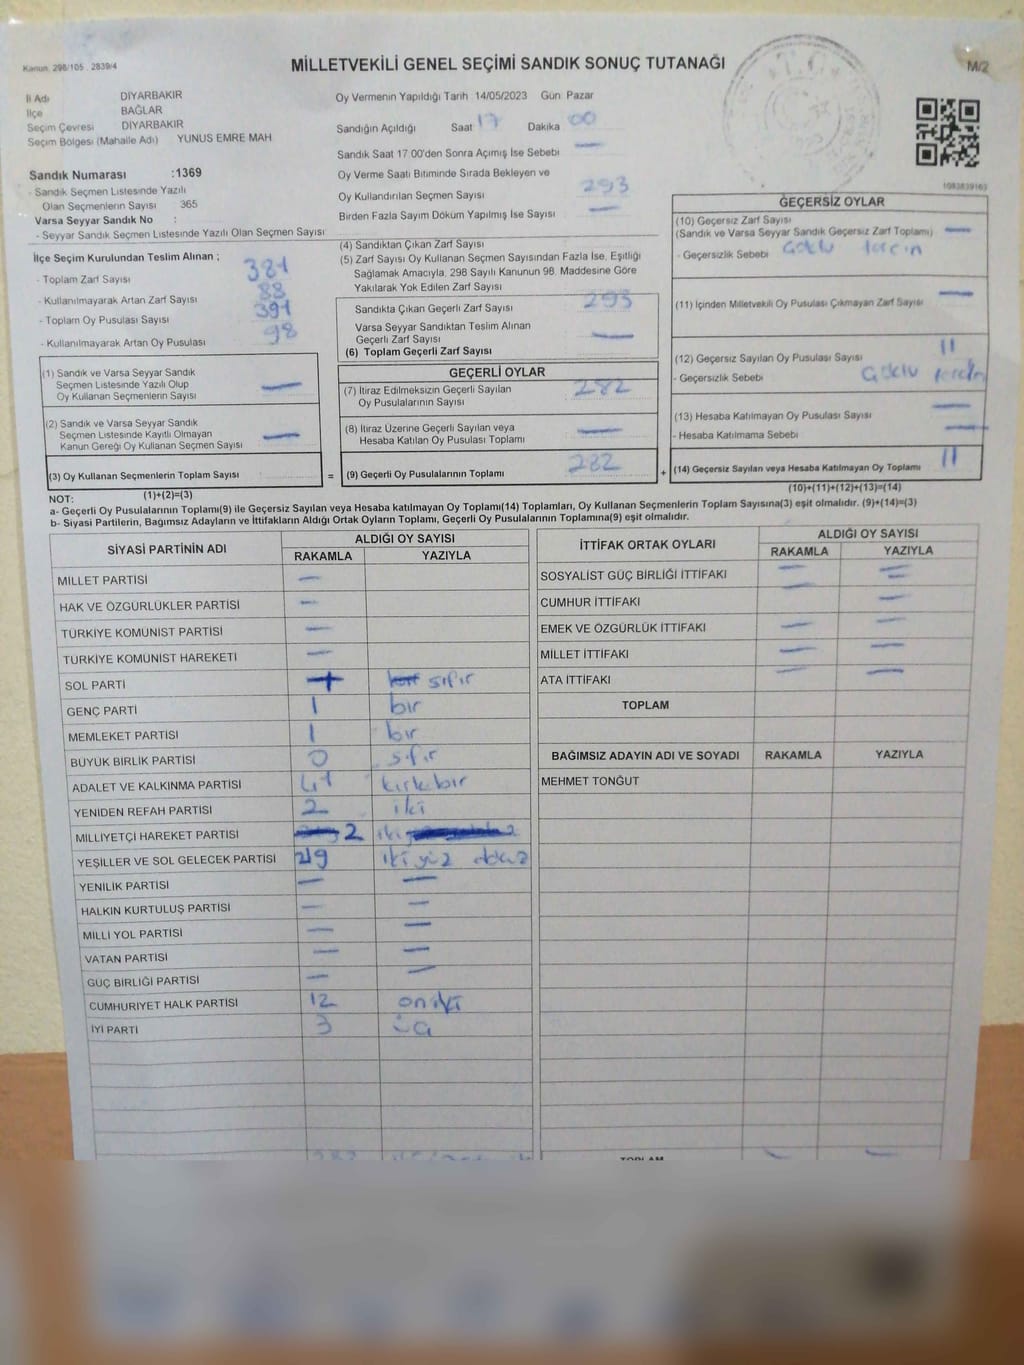 Kanun 298/105 2839/4
MİLLETVEKİLİ GENEL SEÇİMİ SANDIK SONUÇ TUTANAĞI
M/2
İl Adı DİYARBAKIR
İlçe BAĞLAR
Seçim Çevresi DİYARBAKIR
Seçim Bölgesi (Mahalle Adı) YUNUS EMRE MAH
Sandık Numarası :1369
- Sandık Seçmen Listesinde Yazılı
Olan Seçmenlerin Sayısı 365
Varsa Seyyar Sandık No :
- Seyyar Sandık Seçmen Listesinde Yazılı Olan Seçmen Sayısı
Oy Vermenin Yapıldığı Tarih 14/05/2023 Gün Pazar
Sandığın Açıldığı Saat 17 Dakika 00
Sandık Saat 17 00'den Sonra Açımış İse Sebebi —
Oy Verme Saati Bitiminde Sırada Bekleyen ve
Oy Kullandırılan Seçmen Sayısı 293
Birden Fazla Sayım Döküm Yapılmış İse Sayısı —
1083839163
İlçe Seçim Kurulundan Teslim Alınan ;
- Toplam Zarf Sayısı 381
- Kullanılmayarak Artan Zarf Sayısı 88
- Toplam Oy Pusulası Sayısı 391
- Kullanılmayarak Artan Oy Pusulası 98
(4) Sandıktan Çıkan Zarf Sayısı
(5) Zarf Sayısı Oy Kullanan Seçmen Sayısından Fazla İse, Eşitliği
Sağlamak Amacıyla, 298 Sayılı Kanunun 98. Maddesine Göre
Yakılarak Yok Edilen Zarf Sayısı
Sandıkta Çıkan Geçerli Zarf Sayısı 293
Varsa Seyyar Sandıktan Teslim Alınan
Geçerli Zarf Sayısı —
(6) Toplam Geçerli Zarf Sayısı
GEÇERSİZ OYLAR
(10) Geçersiz Zarf Sayısı
(Sandık ve Varsa Seyyar Sandık Geçersiz Zarf Toplamı) —
- Geçersizlik Sebebi
(11) İçinden Milletvekili Oy Pusulası Çıkmayan Zarf Sayısı —
(12) Geçersiz Sayılan Oy Pusulası Sayısı 11
- Geçersizlik Sebebi
(13) Hesaba Katılmayan Oy Pusulası Sayısı —
- Hesaba Katılmama Sebebi —
(14) Geçersiz Sayılan veya Hesaba Katılmayan Oy Toplamı 11
(10)+(11)+(12)+(13)=(14)
(1) Sandık ve Varsa Seyyar Sandık
Seçmen Listesinde Yazılı Olup
Oy Kullanan Seçmenlerin Sayısı —
(2) Sandık ve Varsa Seyyar Sandık
Seçmen Listesinde Kayıtlı Olmayan
Kanun Gereği Oy Kullanan Seçmen Sayısı —
(3) Oy Kullanan Seçmenlerin Toplam Sayısı =
(1)+(2)=(3)
GEÇERLİ OYLAR
(7) İtiraz Edilmeksizin Geçerli Sayılan
Oy Pusulalarının Sayısı 282
(8) İtiraz Üzerine Geçerli Sayılan veya
Hesaba Katılan Oy Pusulası Toplamı —
(9) Geçerli Oy Pusulalarının Toplamı 282 +
NOT:
a- Geçerli Oy Pusulalarının Toplamı(9) ile Geçersiz Sayılan veya Hesaba katılmayan Oy Toplamı(14) Toplamları, Oy Kullanan Seçmenlerin Toplam Sayısına(3) eşit olmalıdır. (9)+(14)=(3)
b- Siyasi Partilerin, Bağımsız Adayların ve İttifakların Aldığı Ortak Oyların Toplamı, Geçerli Oy Pusulalarının Toplamına(9) eşit olmalıdır.
SİYASİ PARTİNİN ADI ALDIĞI OY SAYISI
RAKAMLA YAZIYLA
MİLLET PARTİSİ —
HAK VE ÖZGÜRLÜKLER PARTİSİ —
TÜRKİYE KOMÜNİST PARTİSİ —
TÜRKİYE KOMÜNİST HAREKETİ —
SOL PARTİ sıfır
GENÇ PARTİ 1 bir
MEMLEKET PARTİSİ 1 bir
BÜYÜK BİRLİK PARTİSİ 0 sıfır
ADALET VE KALKINMA PARTİSİ 41 kırkbir
YENİDEN REFAH PARTİSİ 2 iki
MİLLİYETÇİ HAREKET PARTİSİ 2 iki
YEŞİLLER VE SOL GELECEK PARTİSİ iki yüz
YENİLİK PARTİSİ — —
HALKIN KURTULUŞ PARTİSİ — —
MİLLİ YOL PARTİSİ — —
VATAN PARTİSİ — —
GÜÇ BİRLİĞİ PARTİSİ — —
CUMHURİYET HALK PARTİSİ 12 oniki
İYİ PARTİ 3 üç
282
İTTİFAK ORTAK OYLARI ALDIĞI OY SAYISI
RAKAMLA YAZIYLA
SOSYALİST GÜÇ BİRLİĞİ İTTİFAKI — —
CUMHUR İTTİFAKI — —
EMEK VE ÖZGÜRLÜK İTTİFAKI — —
MİLLET İTTİFAKI — —
ATA İTTİFAKI — —
TOPLAM
BAĞIMSIZ ADAYIN ADI VE SOYADI RAKAMLA YAZIYLA
MEHMET TONĞUT
TOPLAM — —